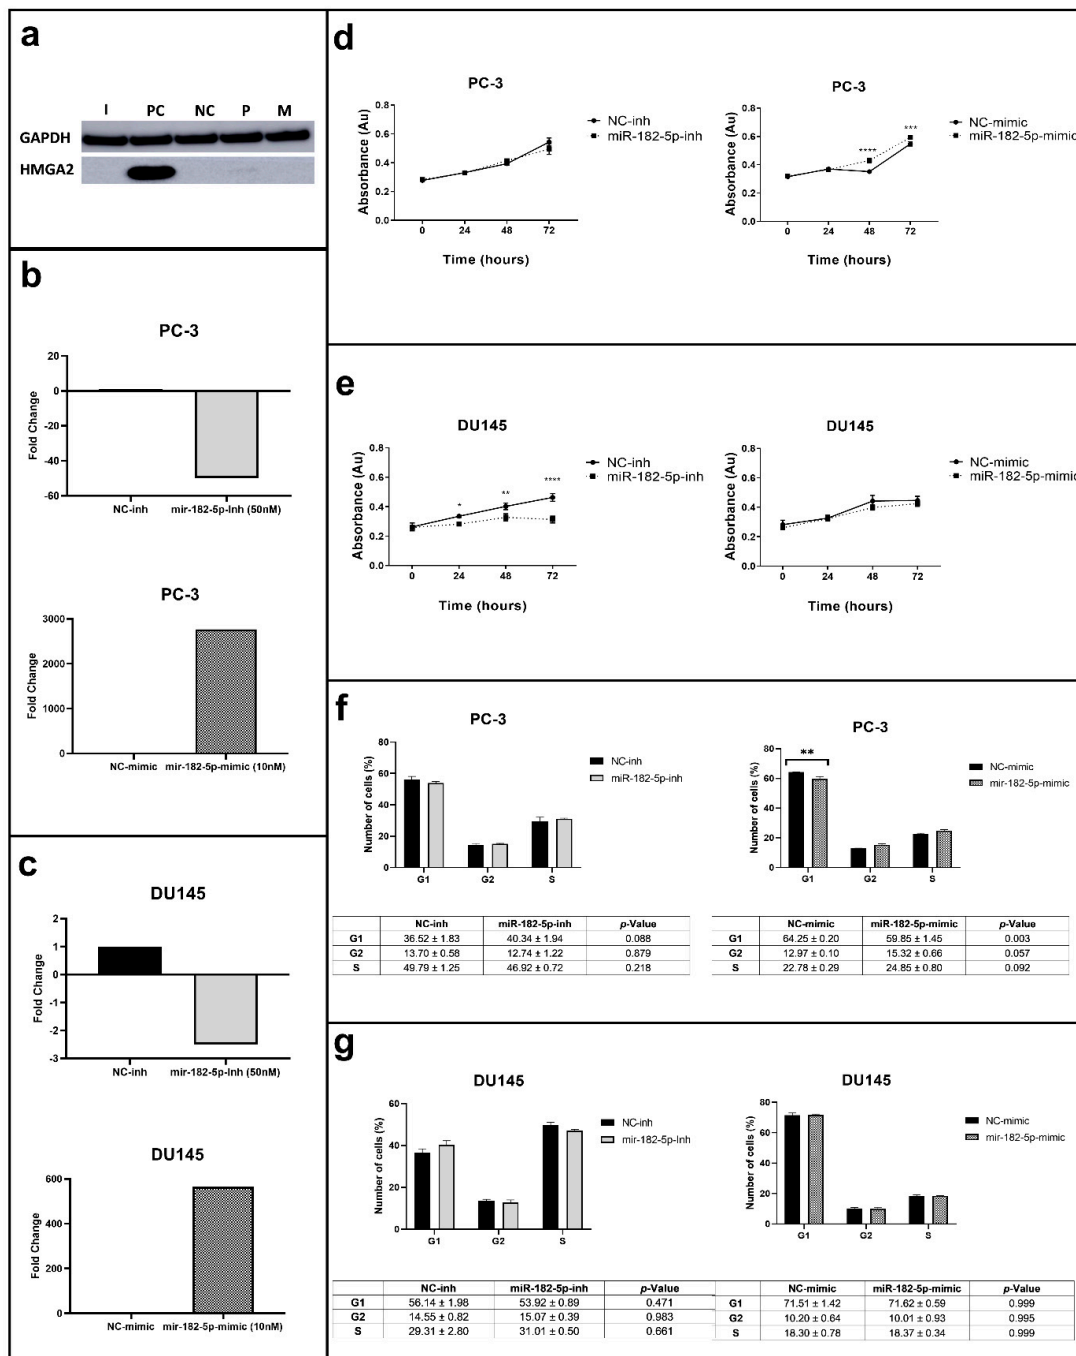 a
I PC NC P M
GAPDH
HMGA2
b
PC-3
Fold Change
20
0
-20
-40
-60
NC-inh mir-182-5p-Inh (50nM)
PC-3
Fold Change
3000
2000
1000
0
NC-mimic mir-182-5p-mimic (10nM)
c
DU145
Fold Change
2
1
0
-1
-2
-3
NC-inh mir-182-5p-Inh (50nM)
DU145
Fold Change
600
400
200
0
NC-mimic mir-182-5p-mimic (10nM)
d
PC-3
Absorbance (Au)
0.8
0.6
0.4
0.2
0.0
0 24 48 72
Time (hours)
NC-inh
miR-182-5p-inh
PC-3
Absorbance (Au)
0.8
0.6
0.4
0.2
0.0
**** ***
0 24 48 72
Time (hours)
NC-mimic
miR-182-5p-mimic
e
DU145
Absorbance (Au)
0.8
0.6
0.4
0.2
0.0
* ** ****
0 24 48 72
Time (hours)
NC-inh
miR-182-5p-inh
DU145
Absorbance (Au)
0.8
0.6
0.4
0.2
0.0
0 24 48 72
Time (hours)
NC-mimic
miR-182-5p-mimic
f
PC-3
Number of cells (%)
80
60
40
20
0
G1 G2 S
NC-inh
miR-182-5p-inh
PC-3
Number of cells (%)
80
60
40
20
0
**
G1 G2 S
NC-mimic
mir-182-5p-mimic
NC-inh miR-182-5p-inh p-Value
G1 36.52 ± 1.83 40.34 ± 1.94 0.088
G2 13.70 ± 0.58 12.74 ± 1.22 0.879
S 49.79 ± 1.25 46.92 ± 0.72 0.218
NC-mimic miR-182-5p-mimic p-Value
G1 64.25 ± 0.20 59.85 ± 1.45 0.003
G2 12.97 ± 0.10 15.32 ± 0.66 0.057
S 22.78 ± 0.29 24.85 ± 0.80 0.092
g
DU145
Number of cells (%)
60
40
20
0
G1 G2 S
NC-inh
mir-182-5p-Inh
DU145
Number of cells (%)
80
60
40
20
0
G1 G2 S
NC-mimic
mir-182-5p-mimic
NC-inh miR-182-5p-inh p-Value
G1 56.14 ± 1.98 53.92 ± 0.89 0.471
G2 14.55 ± 0.82 15.07 ± 0.39 0.983
S 29.31 ± 2.80 31.01 ± 0.50 0.661
NC-mimic miR-182-5p-mimic p-Value
G1 71.51 ± 1.42 71.62 ± 0.59 0.999
G2 10.20 ± 0.64 10.01 ± 0.93 0.995
S 18.30 ± 0.78 18.37 ± 0.34 0.999